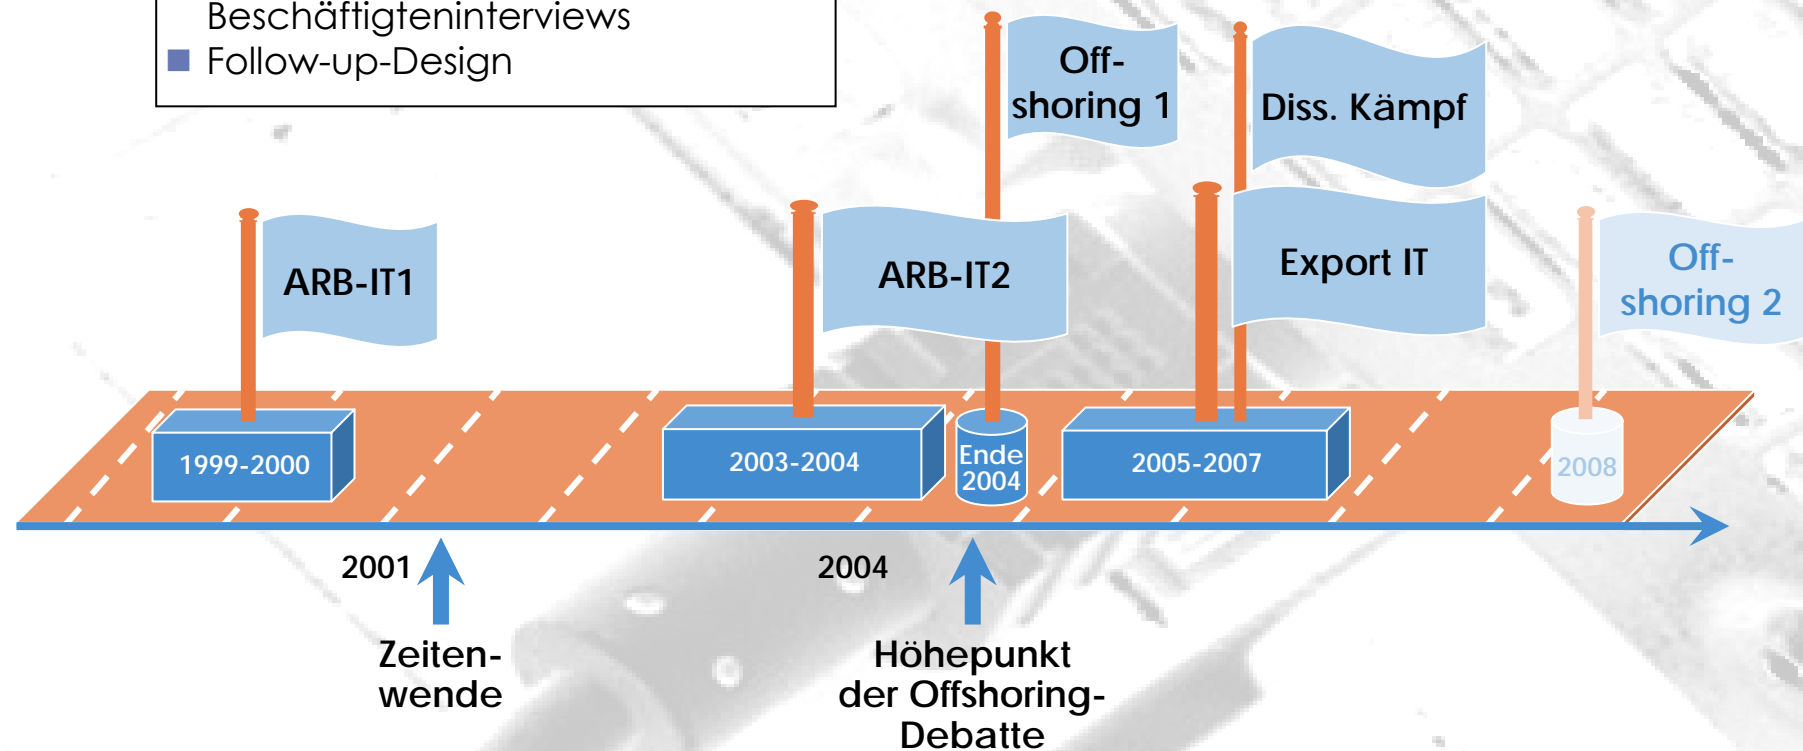 Beschäftigteninterviews
Follow-up-Design
Off-
shoring 1
Diss. Kämpf
ARB-IT1
ARB-IT2
Export IT
Off-
shoring 2
1999-2000
2003-2004
Ende
2004
2005-2007
2008
2001
2004
Zeiten-
wende
Höhepunkt
der Offshoring-
Debatte